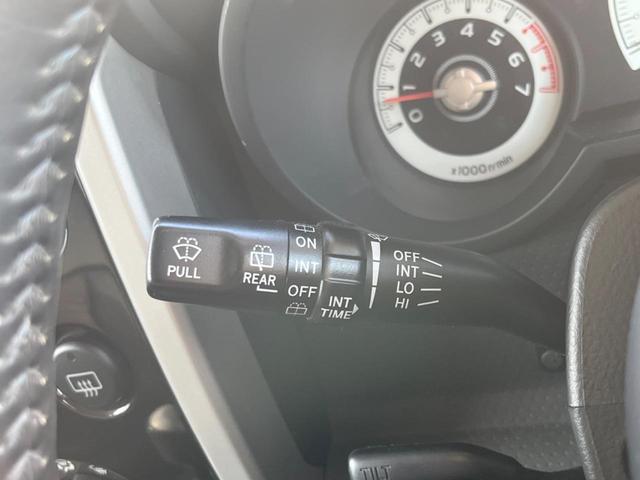 0 1 2 3 4 5 6 7
x1000r/min
PULL
REAR
ON
INT
OFF
INT
TIME
OFF
INT
LO
HI
TILT